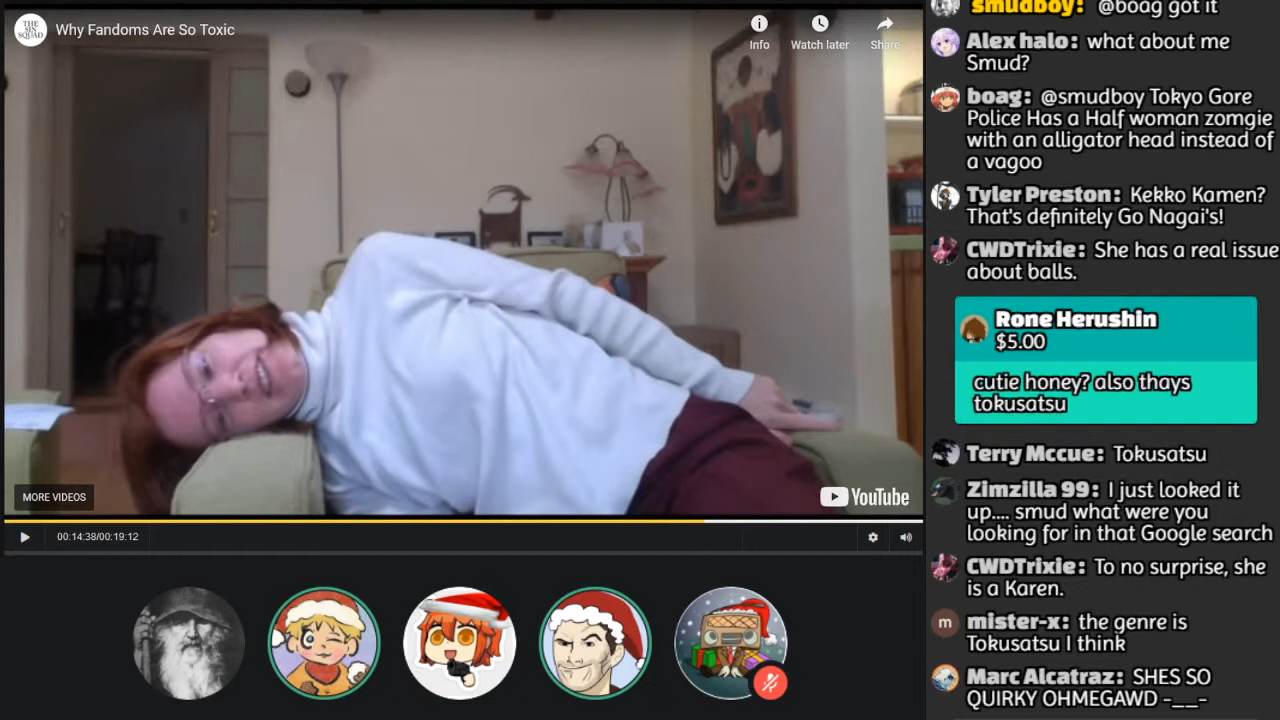 THE
SIN
SQUAD
Why Fandoms Are So Toxic
Info
Watch later
Share
MORE VIDEOS
YouTube
00:14:38/00:19:12
smudboy: @boag got it
Alex halo: what about me
Smud?
boag: @smudboy Tokyo Gore
Police Has a Half woman zomgie
with an alligator head instead of
a vagoo
Tyler Preston: Kekko Kamen?
That's definitely Go Nagai's!
CWDTrixie: She has a real issue
about balls.
Rone Herushin
$5.00
cutie honey? also thays
tokusatsu
Terry Mccue: Tokusatsu
Zimzilla 99: I just looked it
up.... smud what were you
looking for in that Google search
CWDTrixie: To no surprise, she
is a Karen.
m
mister-x: the genre is
Tokusatsu I think
Marc Alcatraz: SHES SO
QUIRKY OHMEGAWD -__-